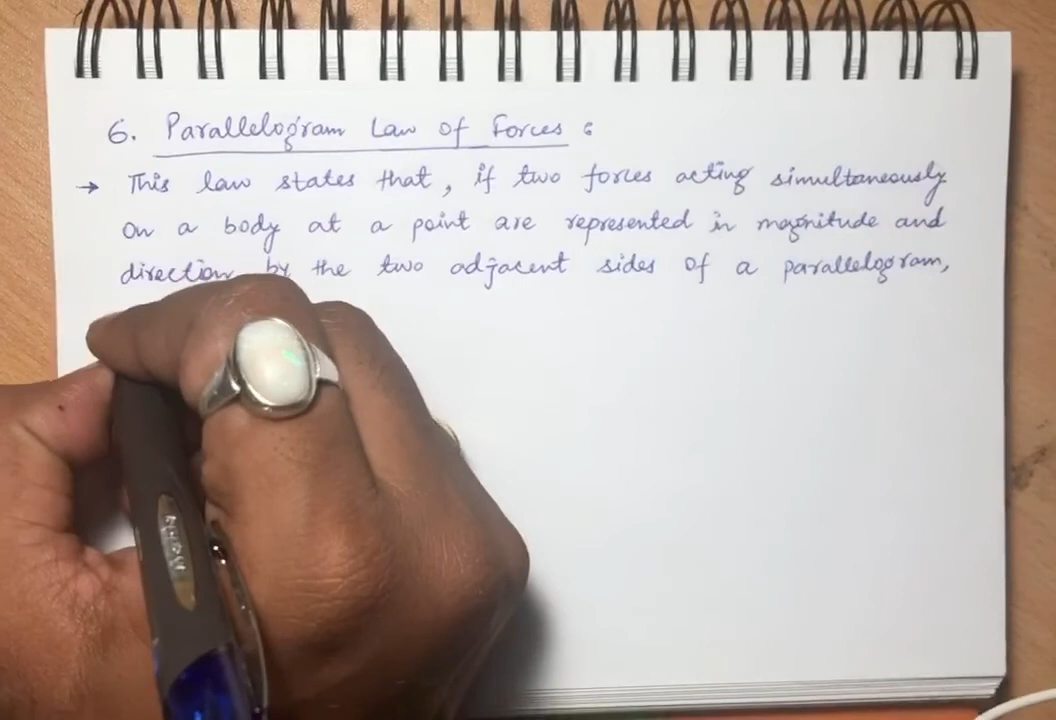 6. Parallelogram Law of Forces :
→ This law states that, if two forces acting simultaneously
on a body at a point are represented in magnitude and
direction by the two adjacent sides of a parallelogram,